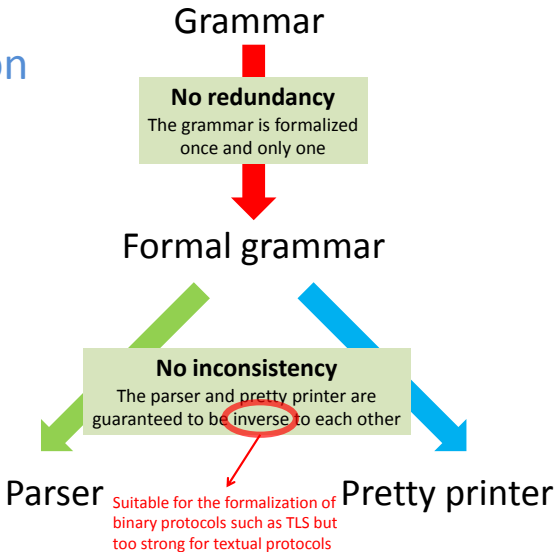 Grammar
on
No redundancy
The grammar is formalized
once and only one
Formal grammar
No inconsistency
The parser and pretty printer are
guaranteed to be inverse to each other
Parser
Suitable for the formalization of
binary protocols such as TLS but
too strong for textual protocols
Pretty printer